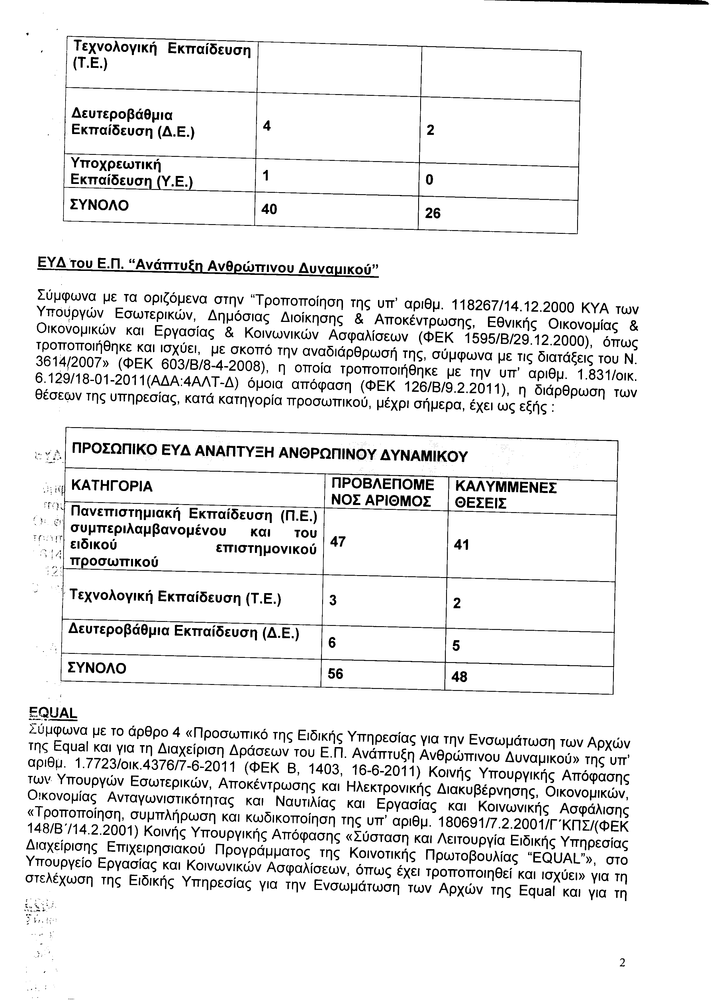 Τεχνολογική Εκπαίδευση
(Τ.Ε.)
Δευτεροβάθμια
Εκπαίδευση (Δ.Ε.) 4 2
Υποχρεωτική
Εκπαίδευση (Υ.Ε.) 1 0
ΣΥΝΟΛΟ 40 26
ΕΥΔ του Ε.Π. “Ανάπτυξη Ανθρώπινου Δυναμικού”
Σύμφωνα με τα οριζόμενα στην “Τροποποίηση της υπ’ αριθμ. 118267/14.12.2000 ΚΥΑ των
Υπουργών Εσωτερικών, Δημόσιας Διοίκησης & Αποκέντρωσης, Εθνικής Οικονομίας &
Οικονομικών και Εργασίας & Κοινωνικών Ασφαλίσεων (ΦΕΚ 1595/Β/29.12.2000), όπως
τροποποιήθηκε και ισχύει, με σκοπό την αναδιάρθρωσή της, σύμφωνα με τις διατάξεις του Ν.
3614/2007» (ΦΕΚ 603/Β/8-4-2008), η οποία τροποποιήθηκε με την υπ’ αριθμ. 1.831/οικ.
6.129/18-01-2011(ΑΔΑ:4ΑΛΤ-Δ) όμοια απόφαση (ΦΕΚ 126/Β/9.2.2011), η διάρθρωση των
θέσεων της υπηρεσίας, κατά κατηγορία προσωπικού, μέχρι σήμερα, έχει ως εξής :
ΠΡΟΣΩΠΙΚΟ ΕΥΔ ΑΝΑΠΤΥΞΗ ΑΝΘΡΩΠΙΝΟΥ ΔΥΝΑΜΙΚΟΥ
ΚΑΤΗΓΟΡΙΑ ΠΡΟΒΛΕΠΟΜΕ ΚΑΛΥΜΜΕΝΕΣ
ΝΟΣ ΑΡΙΘΜΟΣ ΘΕΣΕΙΣ
Πανεπιστημιακή Εκπαίδευση (Π.Ε.)
συμπεριλαμβανομένου και του
ειδικού επιστημονικού 47 41
προσωπικού
Τεχνολογική Εκπαίδευση (Τ.Ε.) 3 2
Δευτεροβάθμια Εκπαίδευση (Δ.Ε.) 6 5
ΣΥΝΟΛΟ 56 48
EQUAL
Σύμφωνα με το άρθρο 4 «Προσωπικό της Ειδικής Υπηρεσίας για την Ενσωμάτωση των Αρχών
της Equal και για τη Διαχείριση Δράσεων του Ε.Π. Ανάπτυξη Ανθρώπινου Δυναμικού» της υπ’
αριθμ. 1.7723/οικ.4376/7-6-2011 (ΦΕΚ Β, 1403, 16-6-2011) Κοινής Υπουργικής Απόφασης
των Υπουργών Εσωτερικών, Αποκέντρωσης και Ηλεκτρονικής Διακυβέρνησης, Οικονομικών,
Οικονομίας Ανταγωνιστικότητας και Ναυτιλίας και Εργασίας και Κοινωνικής Ασφάλισης
«Τροποποίηση, συμπλήρωση και κωδικοποίηση της υπ’ αριθμ. 180691/7.2.2001/Γ΄ΚΠΣ/(ΦΕΚ
148/Β΄/14.2.2001) Κοινής Υπουργικής Απόφασης «Σύσταση και Λειτουργία Ειδικής Υπηρεσίας
Διαχείρισης Επιχειρησιακού Προγράμματος της Κοινοτικής Πρωτοβουλίας “EQUAL”», στο
Υπουργείο Εργασίας και Κοινωνικών Ασφαλίσεων, όπως έχει τροποποιηθεί και ισχύει» για τη
στελέχωση της Ειδικής Υπηρεσίας για την Ενσωμάτωση των Αρχών της Equal και για τη
2